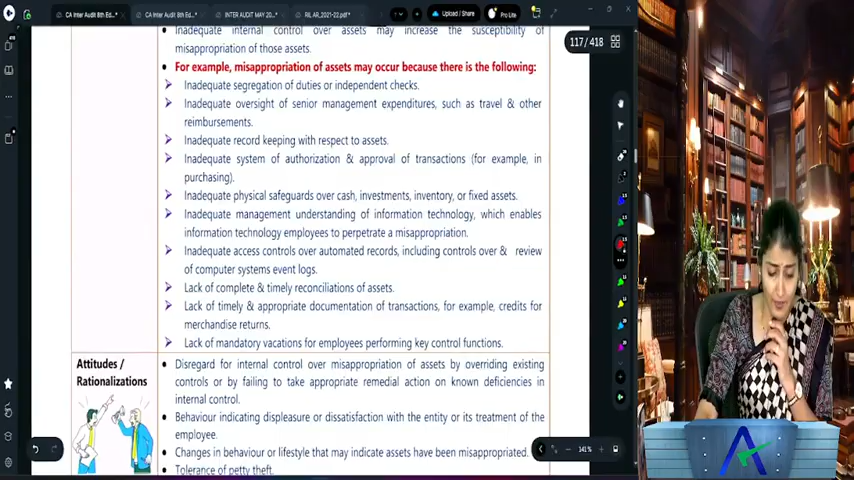 CA Inter Audit 8th Ed...*
CA Inter Audit 8th Ed...*
INTER AUDIT MAY 20...*
RIL AR_2021-22.pdf*
Upload / Share
Pro Lite
117 / 418
Inadequate internal control over assets may increase the susceptibility of
misappropriation of those assets.
For example, misappropriation of assets may occur because there is the following:
Inadequate segregation of duties or independent checks.
Inadequate oversight of senior management expenditures, such as travel & other
reimbursements.
Inadequate record keeping with respect to assets.
Inadequate system of authorization & approval of transactions (for example, in
purchasing).
Inadequate physical safeguards over cash, investments, inventory, or fixed assets.
Inadequate management understanding of information technology, which enables
information technology employees to perpetrate a misappropriation.
Inadequate access controls over automated records, including controls over & review
of computer systems event logs.
Lack of complete & timely reconciliations of assets.
Lack of timely & appropriate documentation of transactions, for example, credits for
merchandise returns.
Lack of mandatory vacations for employees performing key control functions.
Attitudes /
Rationalizations
Disregard for internal control over misappropriation of assets by overriding existing
controls or by failing to take appropriate remedial action on known deficiencies in
internal control.
Behaviour indicating displeasure or dissatisfaction with the entity or its treatment of the
employee.
Changes in behaviour or lifestyle that may indicate assets have been misappropriated.
Tolerance of petty theft.
141%